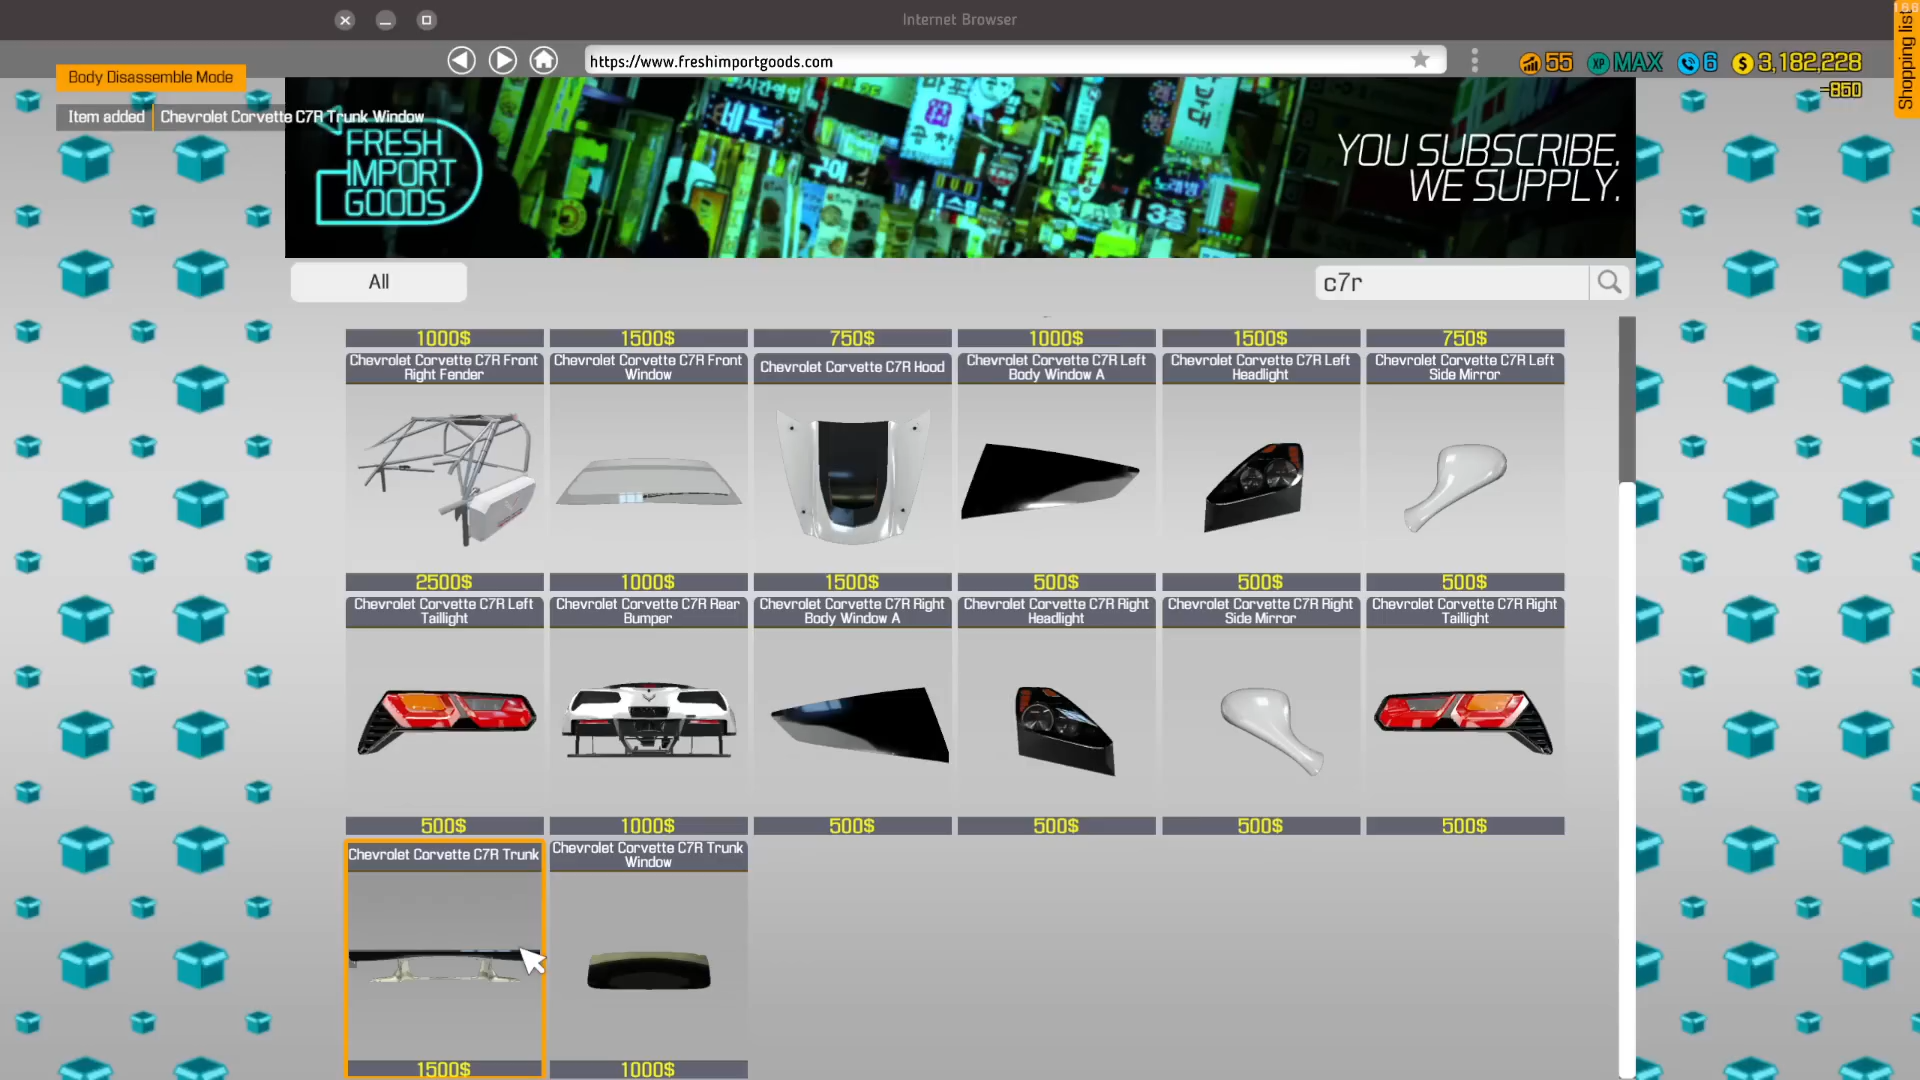 Internet Browser
https://www.freshimportgoods.com
55
XP MAX
6
$ 3,182,228
-850
Shopping list
Body Disassemble Mode
Item added
Chevrolet Corvette C7R Trunk Window
FRESH
IMPORT
GOODS
YOU SUBSCRIBE.
WE SUPPLY.
All
c7r
1000$
1500$
750$
1000$
1500$
750$
Chevrolet Corvette C7R Front
Right Fender
Chevrolet Corvette C7R Front
Window
Chevrolet Corvette C7R Hood
Chevrolet Corvette C7R Left
Body Window A
Chevrolet Corvette C7R Left
Headlight
Chevrolet Corvette C7R Left
Side Mirror
2500$
1000$
1500$
500$
500$
500$
Chevrolet Corvette C7R Left
Taillight
Chevrolet Corvette C7R Rear
Bumper
Chevrolet Corvette C7R Right
Body Window A
Chevrolet Corvette C7R Right
Headlight
Chevrolet Corvette C7R Right
Side Mirror
Chevrolet Corvette C7R Right
Taillight
500$
1000$
500$
500$
500$
500$
Chevrolet Corvette C7R Trunk
Chevrolet Corvette C7R Trunk
Window
1500$
1000$